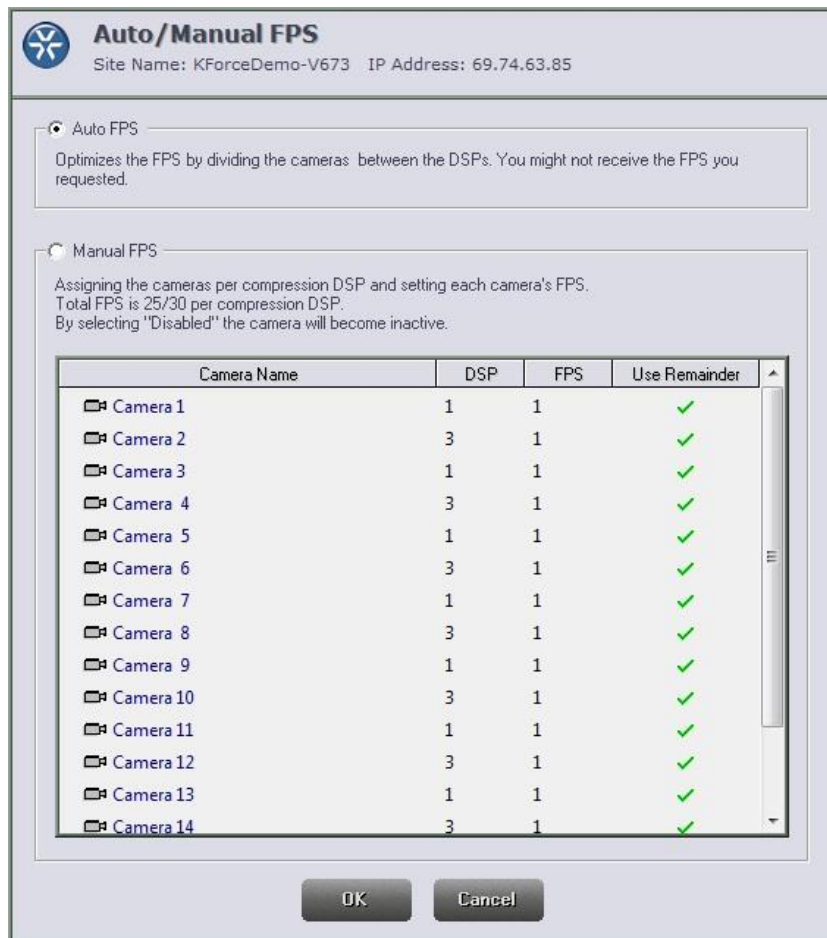 Auto/Manual FPS
Site Name: KForceDemo-V673 IP Address: 69.74.63.85
Auto FPS
Optimizes the FPS by dividing the cameras between the DSPs. You might not receive the FPS you
requested.
Manual FPS
Assigning the cameras per compression DSP and setting each camera's FPS.
Total FPS is 25/30 per compression DSP.
By selecting "Disabled" the camera will become inactive.
Camera Name DSP FPS Use Remainder
Camera 1 1 1
Camera 2 3 1
Camera 3 1 1
Camera 4 3 1
Camera 5 1 1
Camera 6 3 1
Camera 7 1 1
Camera 8 3 1
Camera 9 1 1
Camera 10 3 1
Camera 11 1 1
Camera 12 3 1
Camera 13 1 1
Camera 14 3 1
OK Cancel